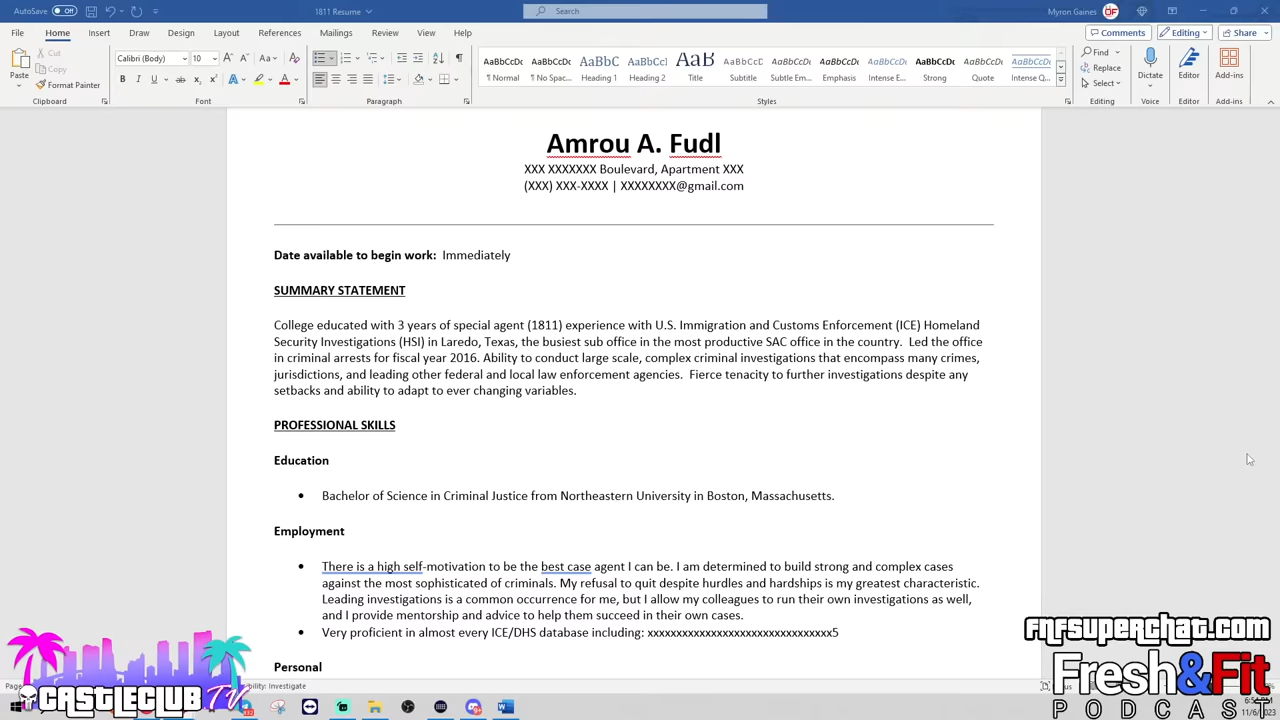 AutoSave Off 1811 Resume Search Myron Gaines
File Home Insert Draw Design Layout References Mailings Review View Help Comments Editing Share
Paste Cut Copy Format Painter
Calibri (Body) 10
¶ Normal ¶ No Spac... Heading 1 Heading 2 Title Subtitle Subtle Em... Emphasis Intense E... Strong Quote Intense Q...
Find Replace Select Dictate Editor Add-ins
Clipboard Font Paragraph Styles Editing Voice Editor Add-ins
Amrou A. Fudl
XXX XXXXXXX Boulevard, Apartment XXX
(XXX) XXX-XXXX | XXXXXXXX@gmail.com
Date available to begin work: Immediately
SUMMARY STATEMENT
College educated with 3 years of special agent (1811) experience with U.S. Immigration and Customs Enforcement (ICE) Homeland
Security Investigations (HSI) in Laredo, Texas, the busiest sub office in the most productive SAC office in the country. Led the office
in criminal arrests for fiscal year 2016. Ability to conduct large scale, complex criminal investigations that encompass many crimes,
jurisdictions, and leading other federal and local law enforcement agencies. Fierce tenacity to further investigations despite any
setbacks and ability to adapt to ever changing variables.
PROFESSIONAL SKILLS
Education
• Bachelor of Science in Criminal Justice from Northeastern University in Boston, Massachusetts.
Employment
• There is a high self-motivation to be the best case agent I can be. I am determined to build strong and complex cases
against the most sophisticated of criminals. My refusal to quit despite hurdles and hardships is my greatest characteristic.
Leading investigations is a common occurrence for me, but I allow my colleagues to run their own investigations as well,
and I provide mentorship and advice to help them succeed in their own cases.
• Very proficient in almost every ICE/DHS database including: xxxxxxxxxxxxxxxxxxxxxxxxxxxxxxxx5
Personal
FNFSUPERCHAT.COM
Fresh&Fit
PODCAST
CASTLECLUB TV
bility: Investigate
11/6/2023